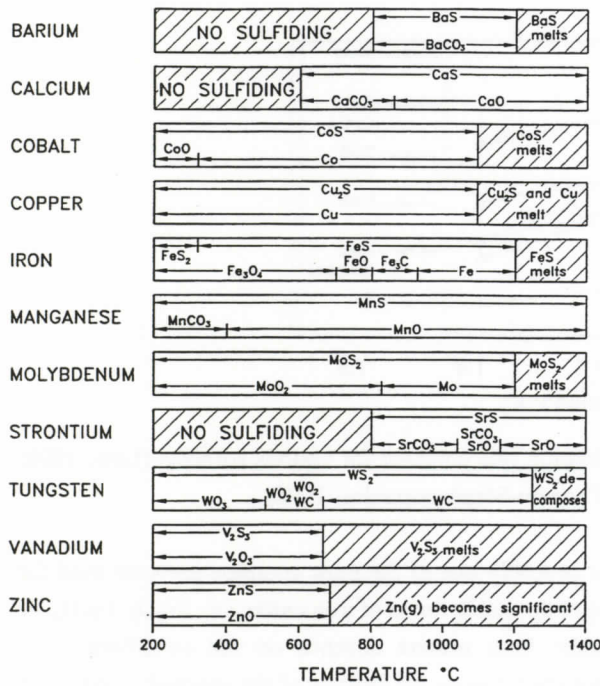 BARIUM
NO SULFIDING
BaS
BaCO₃
BaS
melts
CALCIUM
NO SULFIDING
CaS
CaCO₃
CaO
COBALT
CoS
CoO
Co
CoS
melts
COPPER
Cu₂S
Cu
Cu₂S and Cu
melt
IRON
FeS₂
FeS
Fe₃O₄
FeO
Fe₃C
Fe
FeS
melts
MANGANESE
MnS
MnCO₃
MnO
MOLYBDENUM
MoS₂
MaO₂
Mo
MoS₂
melts
STRONTIUM
NO SULFIDING
SrS
SrCO₃
SrCO₃
SrO
SrO
TUNGSTEN
WS₂
WO₃
WO₂
WO₂
WC
WC
WS₂ de-
composes
VANADIUM
V₂S₃
V₂O₃
V₂S₃ melts
ZINC
ZnS
ZnO
Zn(g) becomes significant
200 400 600 800 1000 1200 1400
TEMPERATURE °C